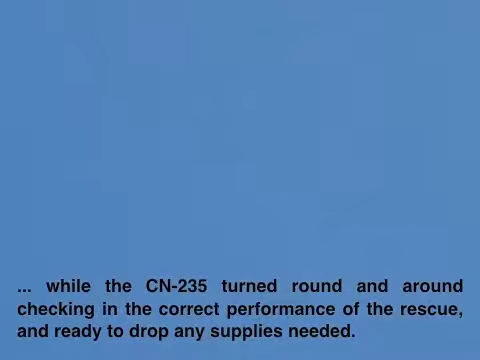 ... while the CN-235 turned round and around
checking in the correct performance of the rescue,
and ready to drop any supplies needed.